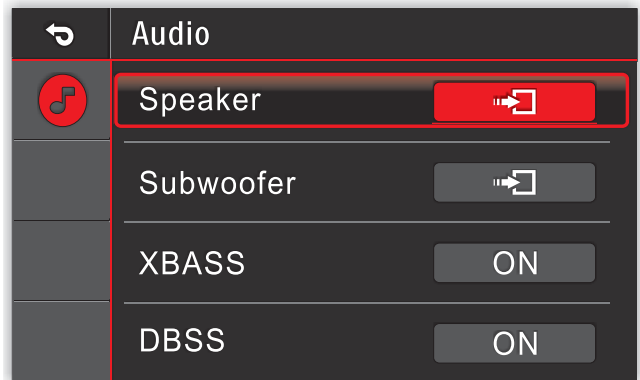 Audio
Speaker
Subwoofer
XBASS ON
DBSS ON